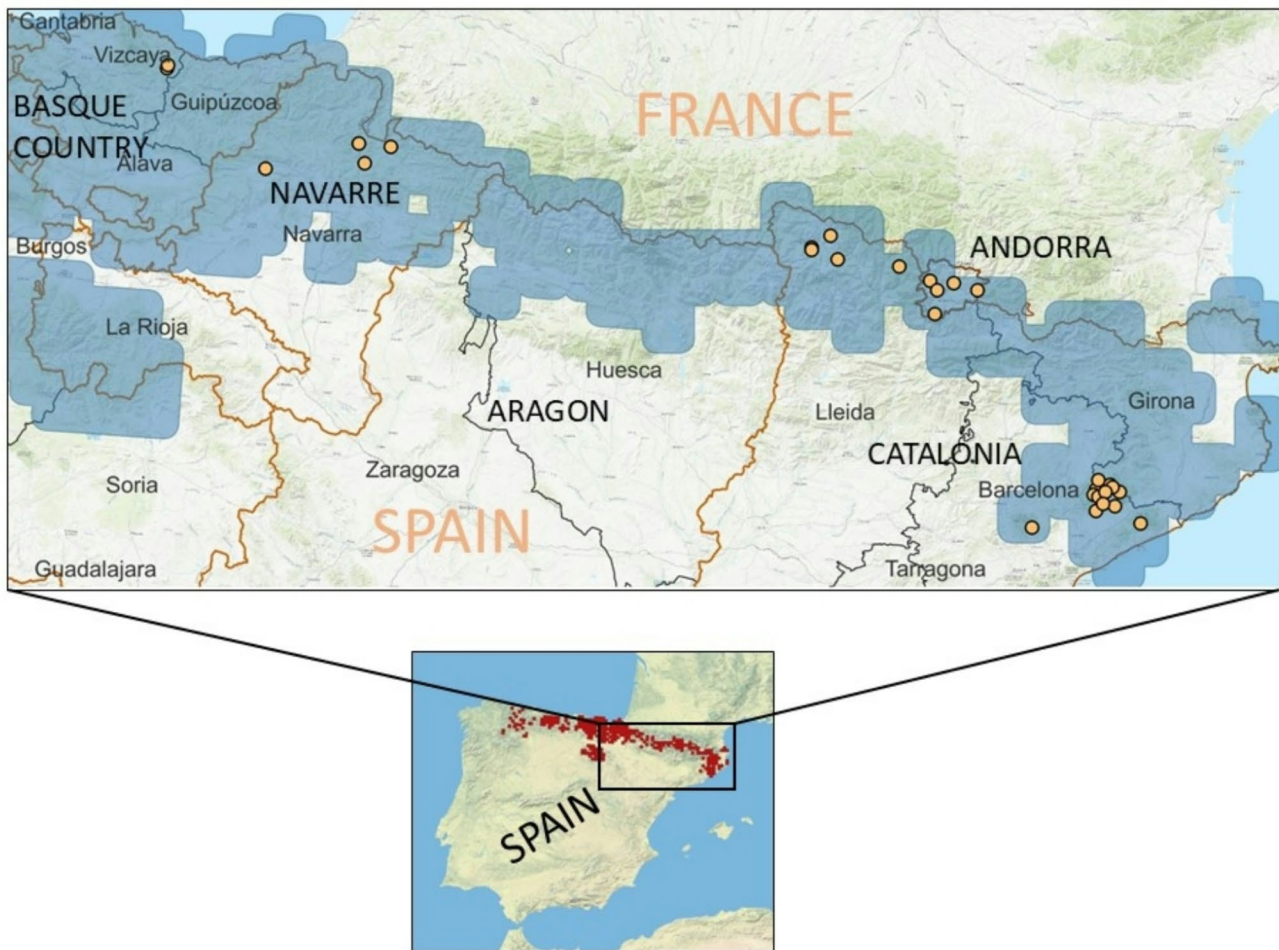 Cantabria
Vizcaya
BASQUE
COUNTRY
Guipúzcoa
Álava
FRANCE
NAVARRE
Navarra
Burgos
ANDORRA
La Rioja
Huesca
ARAGON
Lleida
Girona
CATALONIA
Zaragoza
Soria
Barcelona
SPAIN
Guadalajara
Tarragona
SPAIN